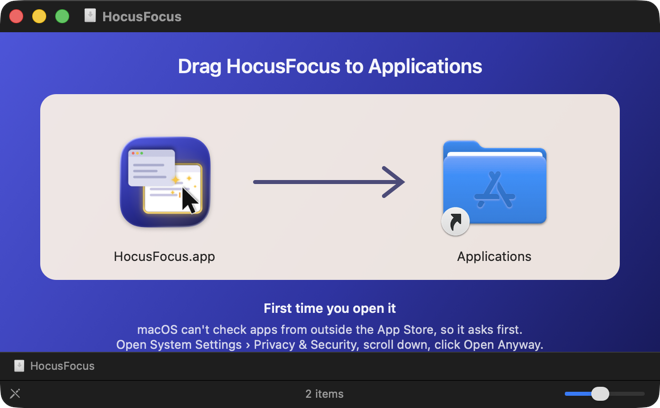 HocusFocus
Drag HocusFocus to Applications
HocusFocus.app
Applications
First time you open it
macOS can't check apps from outside the App Store, so it asks first.
Open System Settings › Privacy & Security, scroll down, click Open Anyway.
HocusFocus
2 items